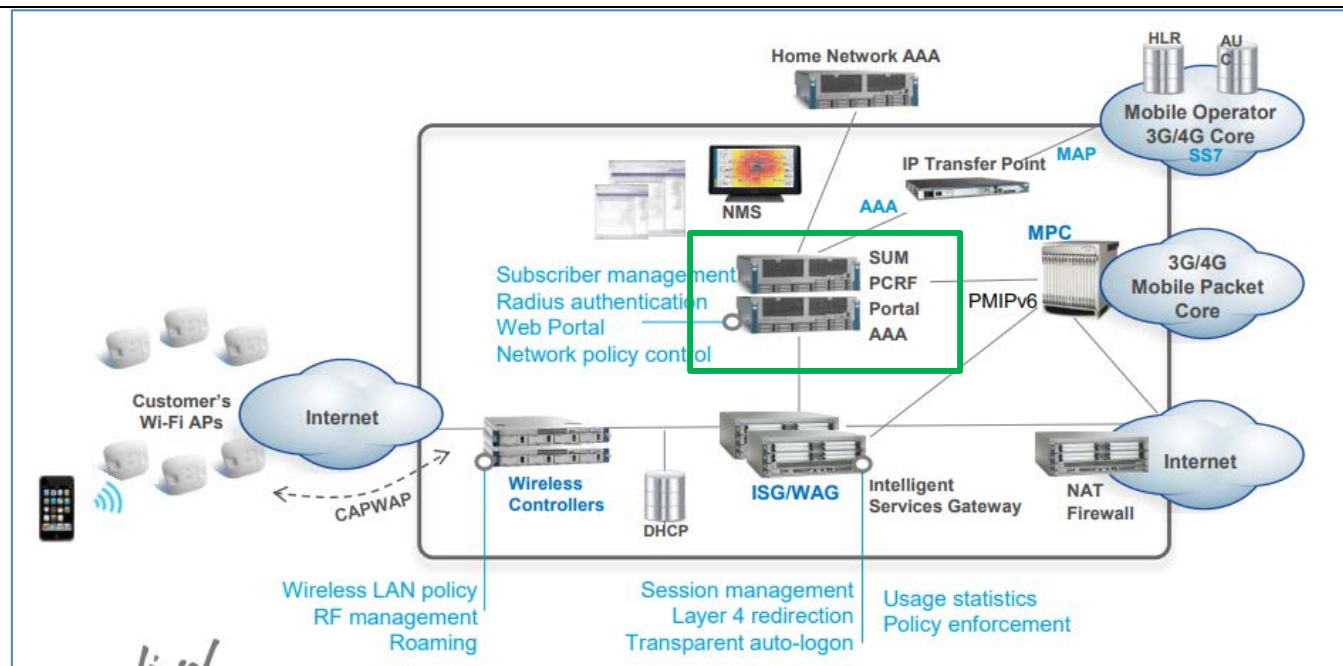 HLR
AUC
Home Network AAA
Mobile Operator
3G/4G Core
SS7
MAP
IP Transfer Point
AAA
NMS
MPC
SUM
PCRF
Portal
AAA
PMIPv6
3G/4G
Mobile Packet
Core
Subscriber management
Radius authentication
Web Portal
Network policy control
Customer's
Wi-Fi APs
Internet
CAPWAP
Wireless
Controllers
DHCP
ISG/WAG
Intelligent
Services Gateway
NAT
Firewall
Internet
Wireless LAN policy
RF management
Roaming
Session management
Layer 4 redirection
Transparent auto-logon
Usage statistics
Policy enforcement